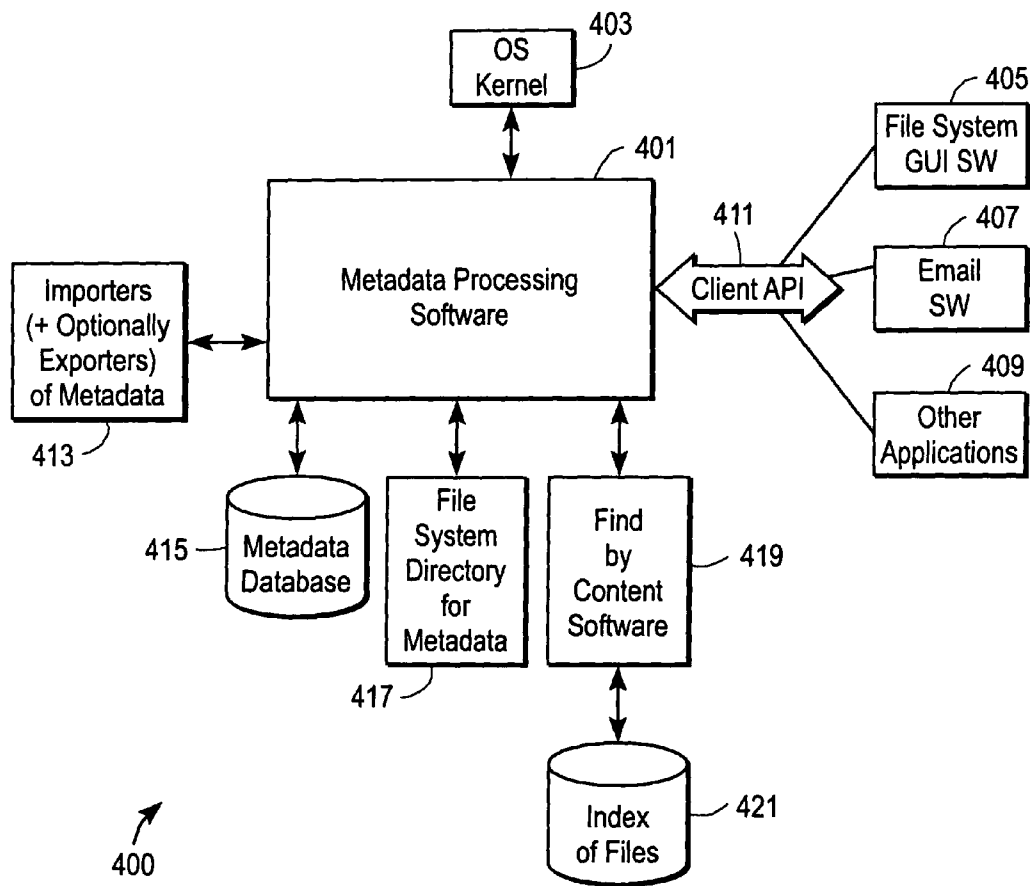 403
OS
Kernel
405
File System
GUI SW
401
411
407
Metadata Processing
Software
Client API
Email
SW
Importers
(+ Optionally
Exporters)
of Metadata
413
409
Other
Applications
415
Metadata
Database
File
System
Directory
for
Metadata
417
Find
by
Content
Software
419
Index
of Files
421
400